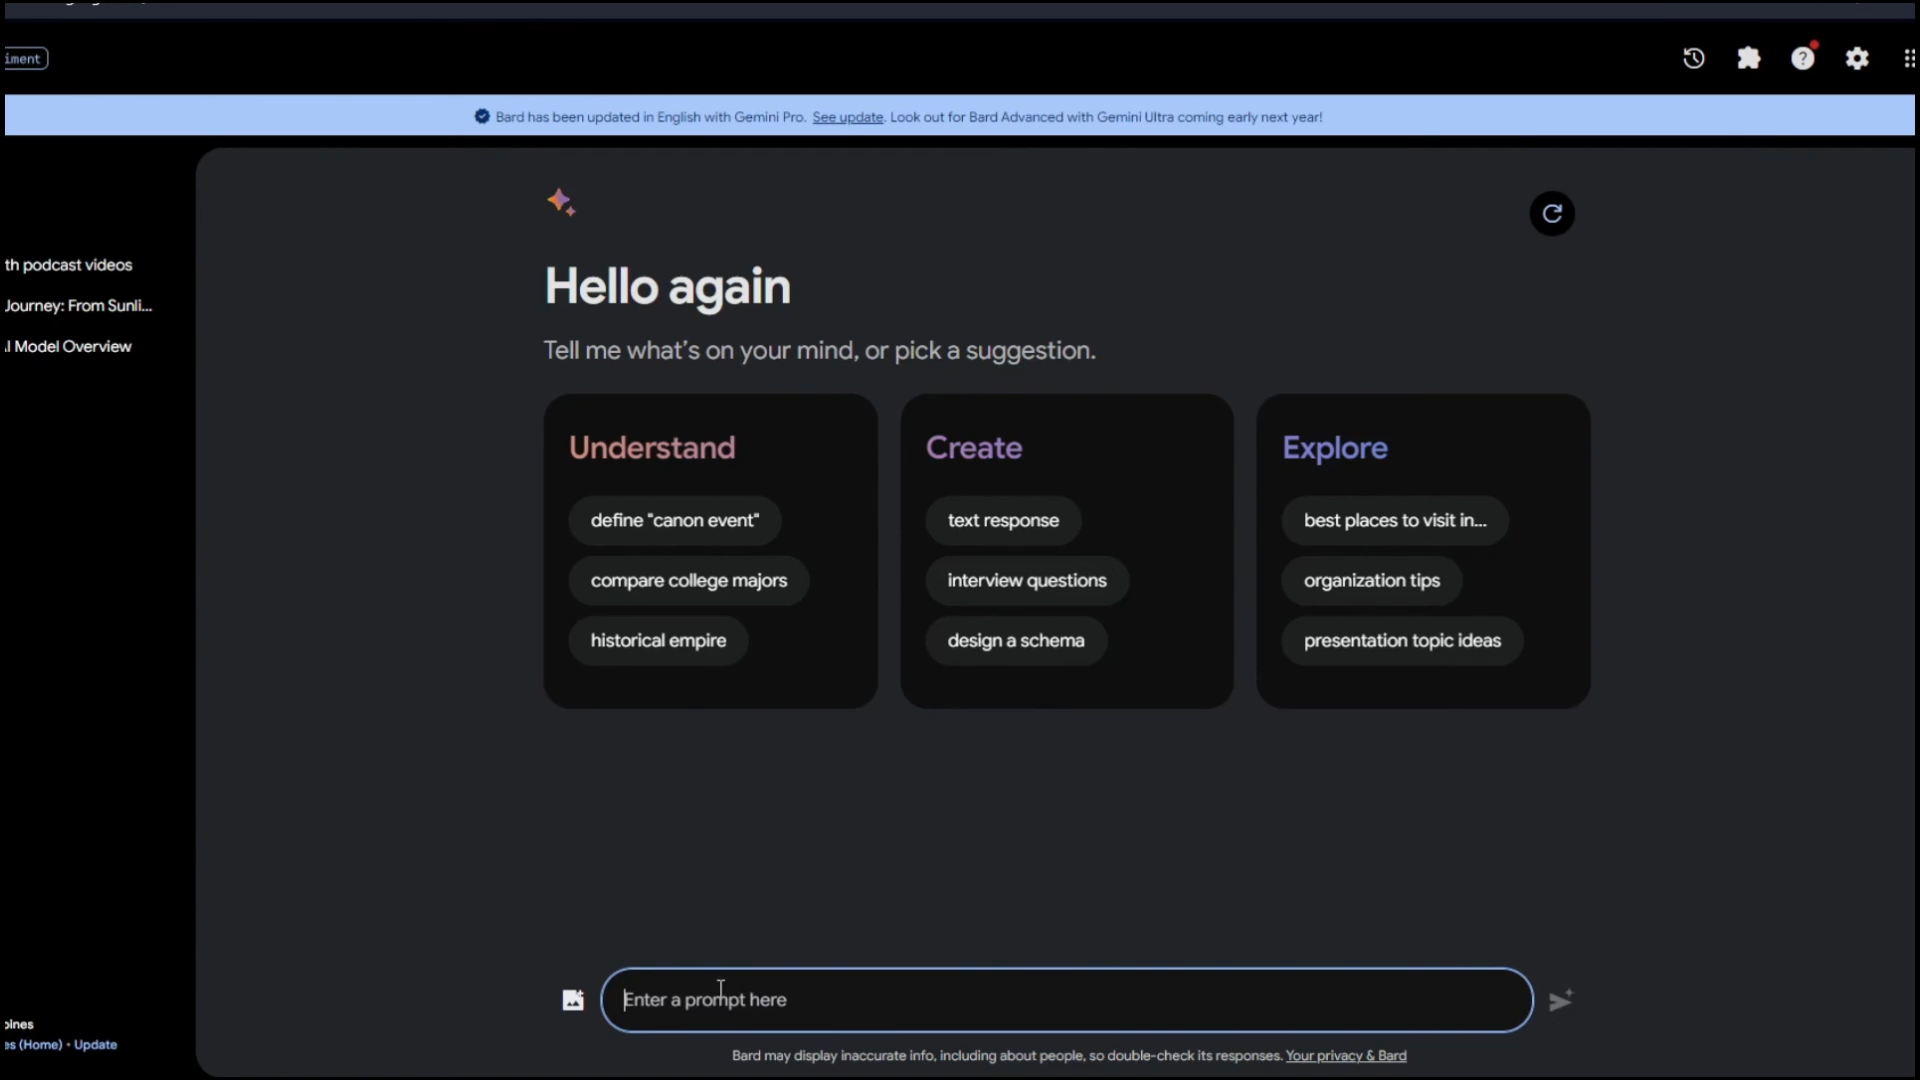 iment
Bard has been updated in English with Gemini Pro. See update. Look out for Bard Advanced with Gemini Ultra coming early next year!
th podcast videos
Journey: From Sunli...
Model Overview
Hello again
Tell me what's on your mind, or pick a suggestion.
Understand
define "canon event"
compare college majors
historical empire
Create
text response
interview questions
design a schema
Explore
best places to visit in...
organization tips
presentation topic ideas
Enter a prompt here
Bard may display inaccurate info, including about people, so double-check its responses. Your privacy & Bard
pines
es (Home) • Update